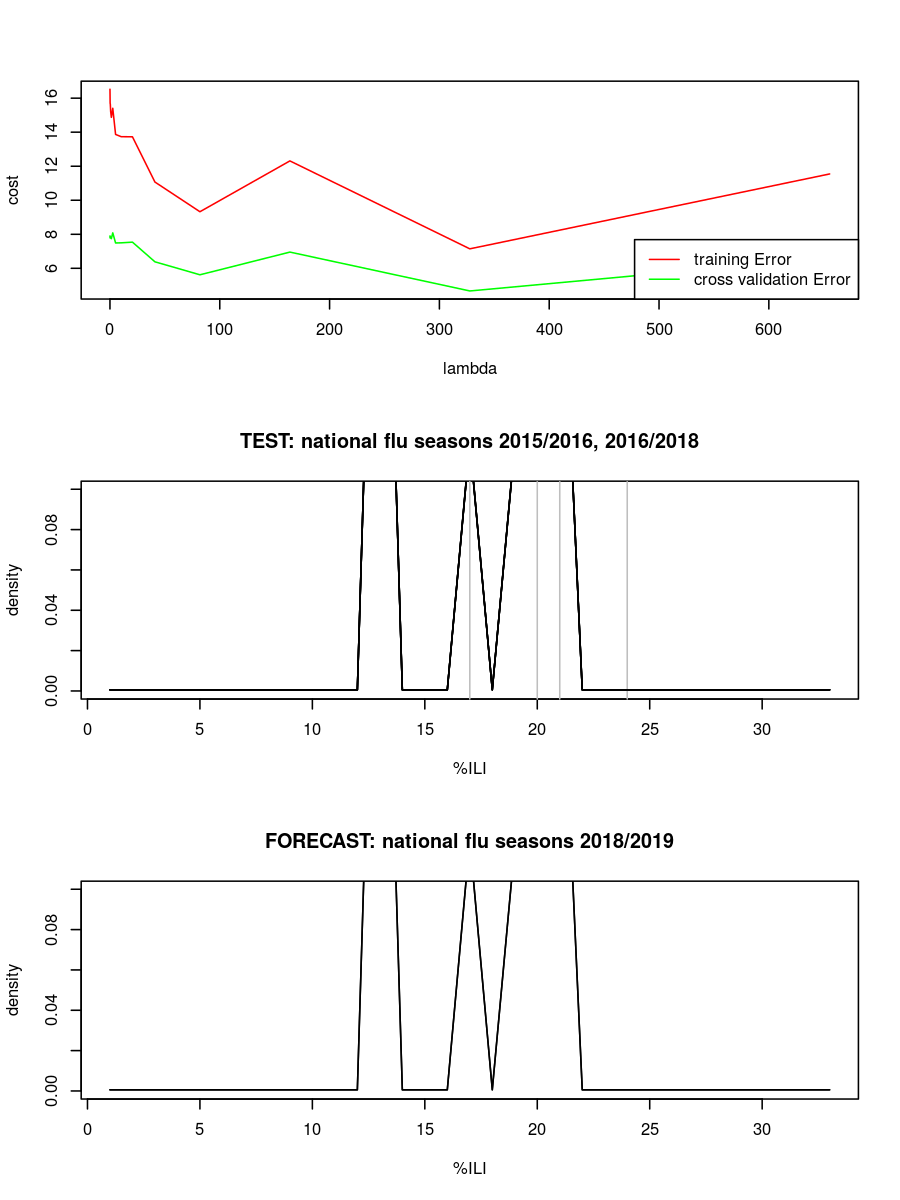 cost
16
14
12
10
8
6
training Error
cross validation Error
0 100 200 300 400 500 600
lambda
TEST: national flu seasons 2015/2016, 2016/2018
density
0.08
0.04
0.00
0 5 10 15 20 25 30
%ILI
FORECAST: national flu seasons 2018/2019
density
0.08
0.04
0.00
0 5 10 15 20 25 30
%ILI